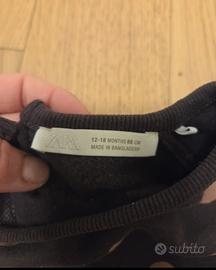 ZARA
12-18 MONTHS 86 CM
MADE IN BANGLADESH
subito